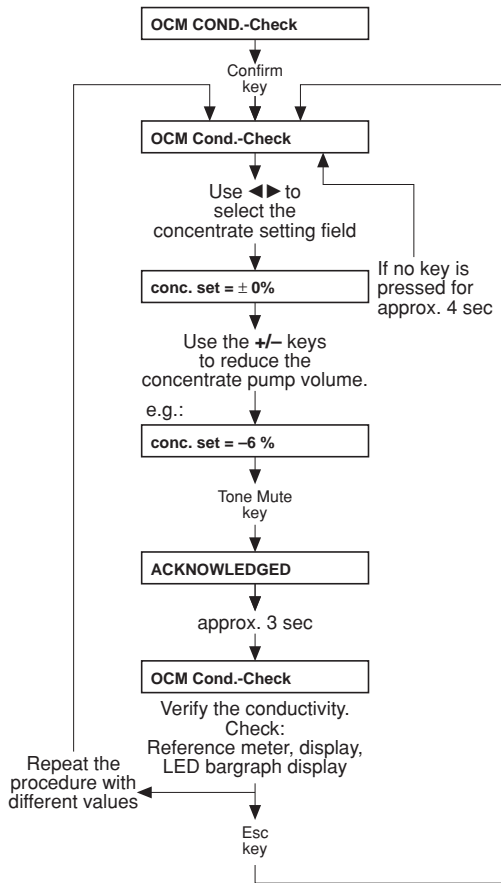 OCM COND.-Check
Confirm
key
OCM Cond.-Check
Use ◄► to
select the
concentrate setting field
If no key is
pressed for
approx. 4 sec
conc. set = ± 0%
Use the +/– keys
to reduce the
concentrate pump volume.
e.g.:
conc. set = –6 %
Tone Mute
key
ACKNOWLEDGED
approx. 3 sec
OCM Cond.-Check
Verify the conductivity.
Check:
Reference meter, display,
LED bargraph display
Repeat the
procedure with
different values
Esc
key